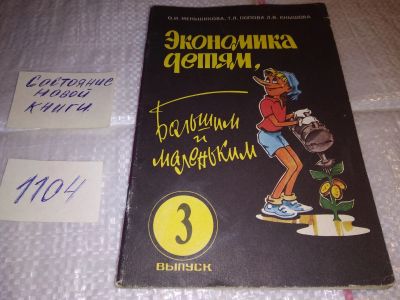 О.И. МЕНЬШИКОВА, Т.Л. ПОПОВА, Л.В. КНЫШОВА
Экономика
детям,
Большим и
маленьким
3
ВЫПУСК
Состояние
новой
книги
1104